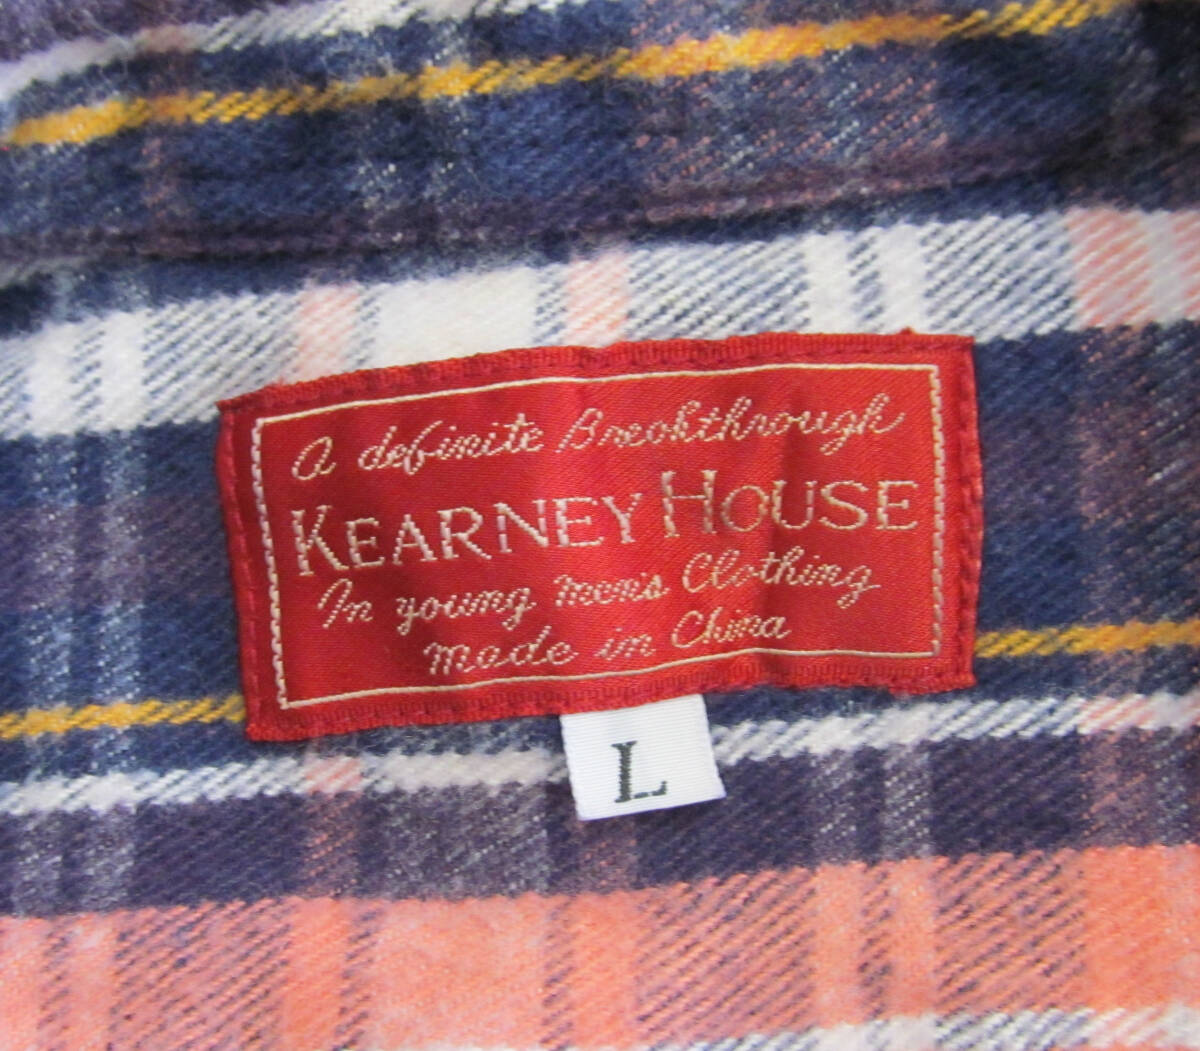 A definite Breakthrough
KEARNEY HOUSE
In young men's Clothing
made in China
L